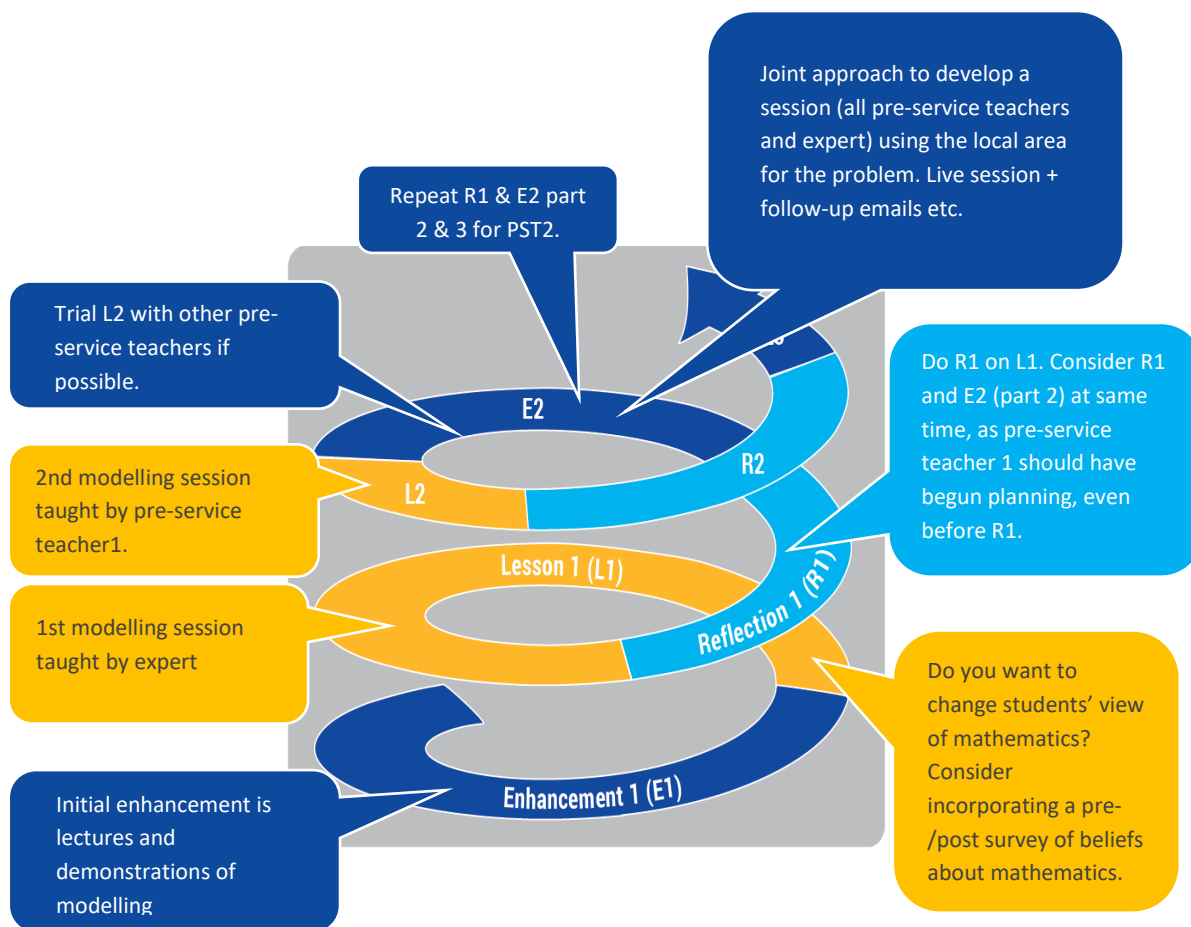 Joint approach to develop a
session (all pre-service teachers
and expert) using the local area
for the problem. Live session +
follow-up emails etc.
Repeat R1 & E2 part
2 & 3 for PST2.
Trial L2 with other pre-
service teachers if
possible.
Do R1 on L1. Consider R1
and E2 (part 2) at same
time, as pre-service
teacher 1 should have
begun planning, even
before R1.
E2
R2
L2
2nd modelling session
taught by pre-service
teacher1.
Lesson 1 (L1)
Reflection 1 (R1)
1st modelling session
taught by expert
Do you want to
change students’ view
of mathematics?
Consider
incorporating a pre-
/post survey of beliefs
about mathematics.
Enhancement 1 (E1)
Initial enhancement is
lectures and
demonstrations of
modelling